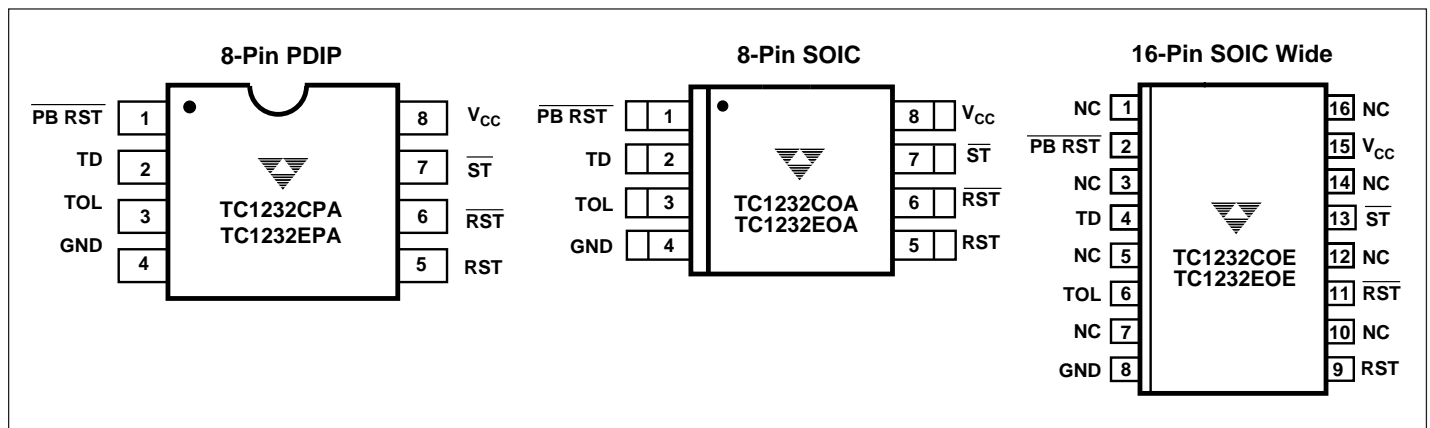 8-Pin PDIP
PB RST 1
TD 2
TOL 3
GND 4
8 VCC
7 ST
6 RST
5 RST
TC1232CPA
TC1232EPA
8-Pin SOIC
PB RST 1
TD 2
TOL 3
GND 4
8 VCC
7 ST
6 RST
5 RST
TC1232COA
TC1232EOA
16-Pin SOIC Wide
NC 1
PB RST 2
NC 3
TD 4
NC 5
TOL 6
NC 7
GND 8
16 NC
15 VCC
14 NC
13 ST
12 NC
11 RST
10 NC
9 RST
TC1232COE
TC1232EOE